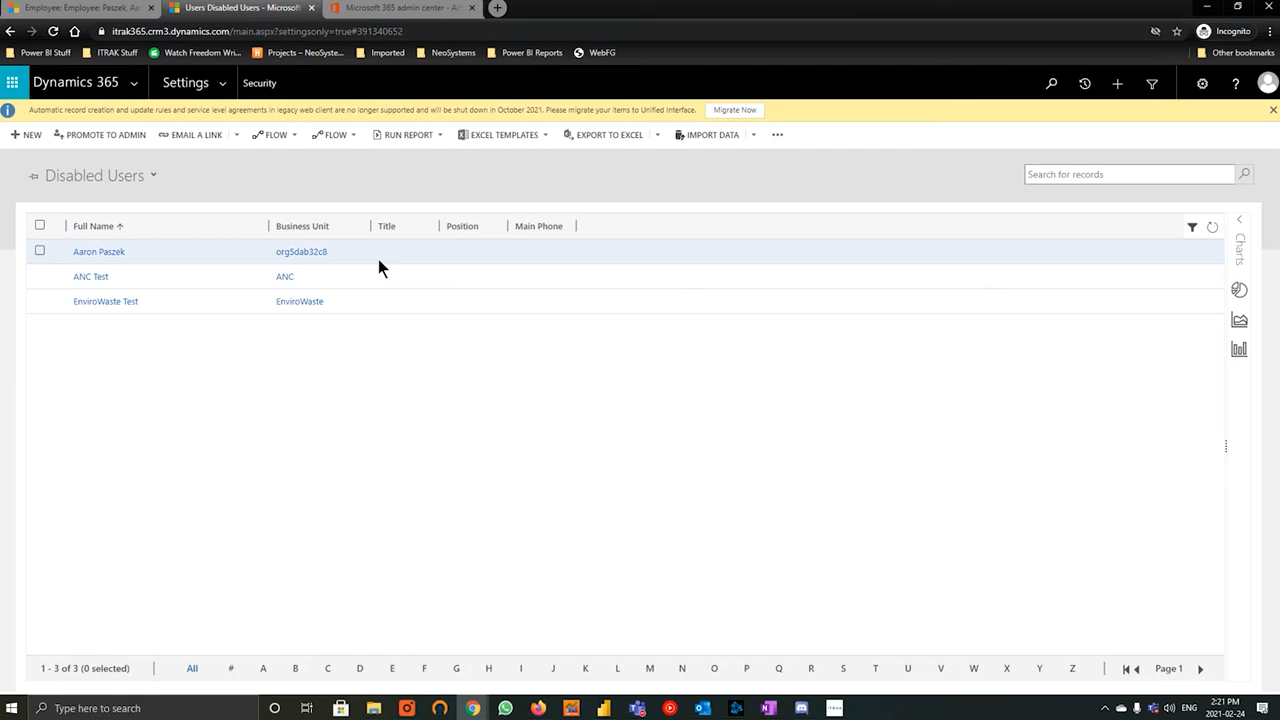 Employee: Employee: Paszek, Aa
Users Disabled Users - Microsof
Microsoft 365 admin center - Ac
itrak365.crm3.dynamics.com/main.aspx?settingsonly=true#391340652
Incognito
Power BI Stuff
ITRAK Stuff
Watch Freedom Wri...
Projects – NeoSyste...
Imported
NeoSystems
Power BI Reports
WebFG
Other bookmarks
Dynamics 365
Settings
Security
Automatic record creation and update rules and service level agreements in legacy web client are no longer supported and will be shut down in October 2021. Please migrate your items to Unified Interface.
Migrate Now
NEW
PROMOTE TO ADMIN
EMAIL A LINK
FLOW
FLOW
RUN REPORT
EXCEL TEMPLATES
EXPORT TO EXCEL
IMPORT DATA
Disabled Users
Search for records
Full Name
Business Unit
Title
Position
Main Phone
Charts
Aaron Paszek
org5dab32c8
ANC Test
ANC
EnviroWaste Test
EnviroWaste
1 - 3 of 3 (0 selected)
All # A B C D E F G H I J K L M N O P Q R S T U V W X Y Z
Page 1
Type here to search
ENG
2:21 PM
2021-02-24